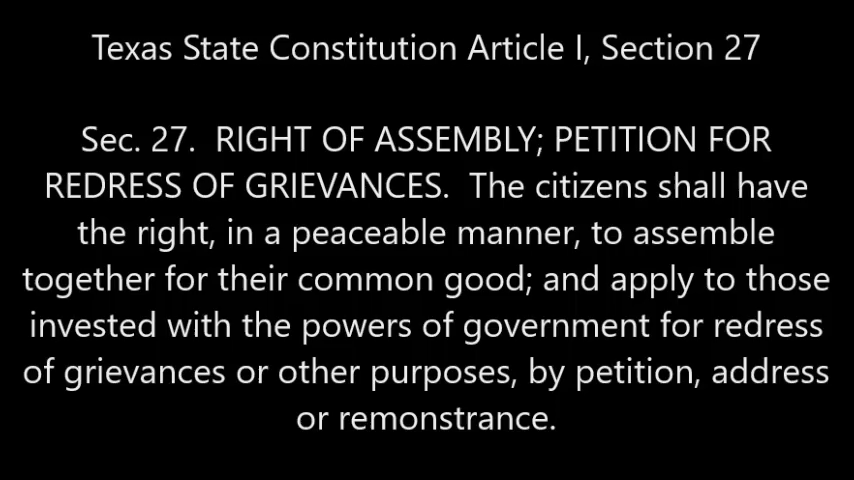 Texas State Constitution Article I, Section 27
Sec. 27.  RIGHT OF ASSEMBLY; PETITION FOR
REDRESS OF GRIEVANCES.  The citizens shall have
the right, in a peaceable manner, to assemble
together for their common good; and apply to those
invested with the powers of government for redress
of grievances or other purposes, by petition, address
or remonstrance.